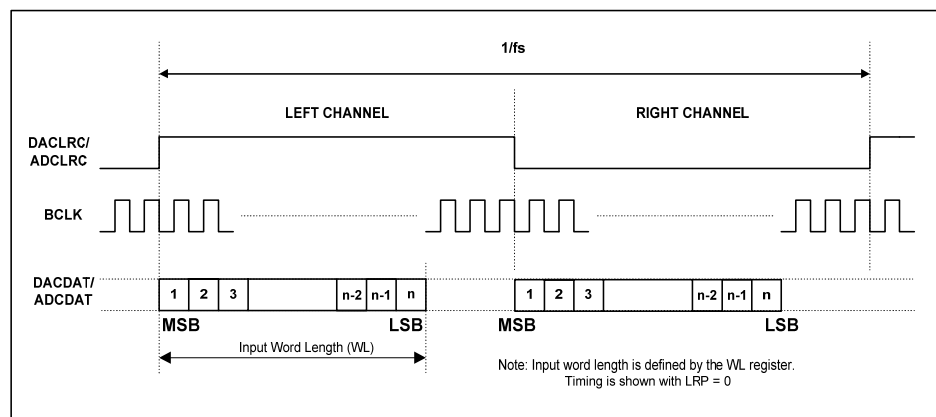 1/fs
LEFT CHANNEL
RIGHT CHANNEL
DACLRC/
ADCLRC
BCLK
DACDAT/
ADCDAT
1 2 3 n-2 n-1 n
1 2 3 n-2 n-1 n
MSB LSB
MSB LSB
Input Word Length (WL)
Note: Input word length is defined by the WL register.
Timing is shown with LRP = 0